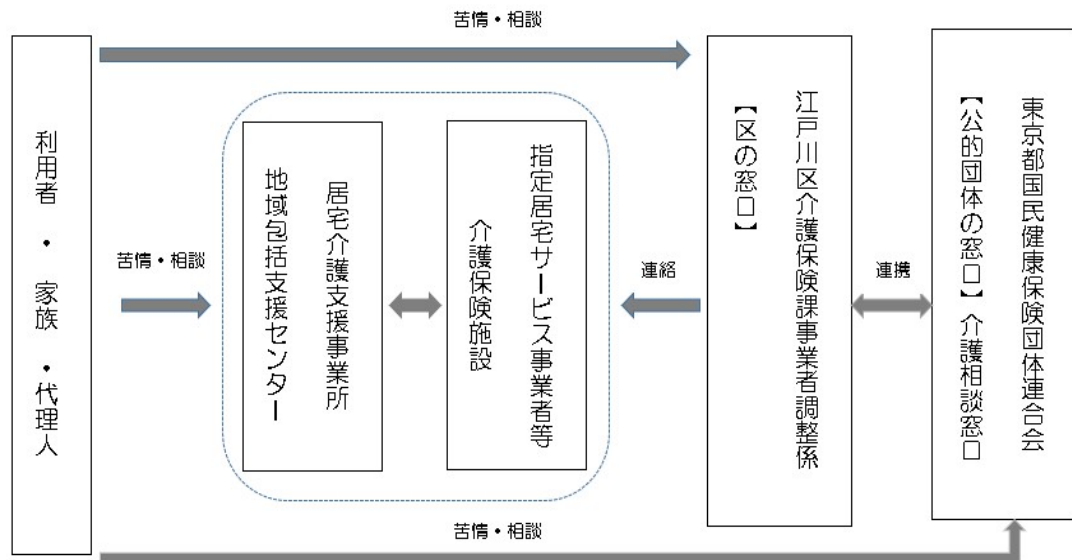 苦情・相談
利用者 ・ 家族 ・代理人
苦情・相談
居宅介護支援事業所
地域包括支援センター
指定居宅サービス事業者等
介護保険施設
連絡
江戸川区介護保険課事業者調整係
【区の窓口】
連携
東京都国民健康保険団体連合会
【公的団体の窓口】介護相談窓口
苦情・相談